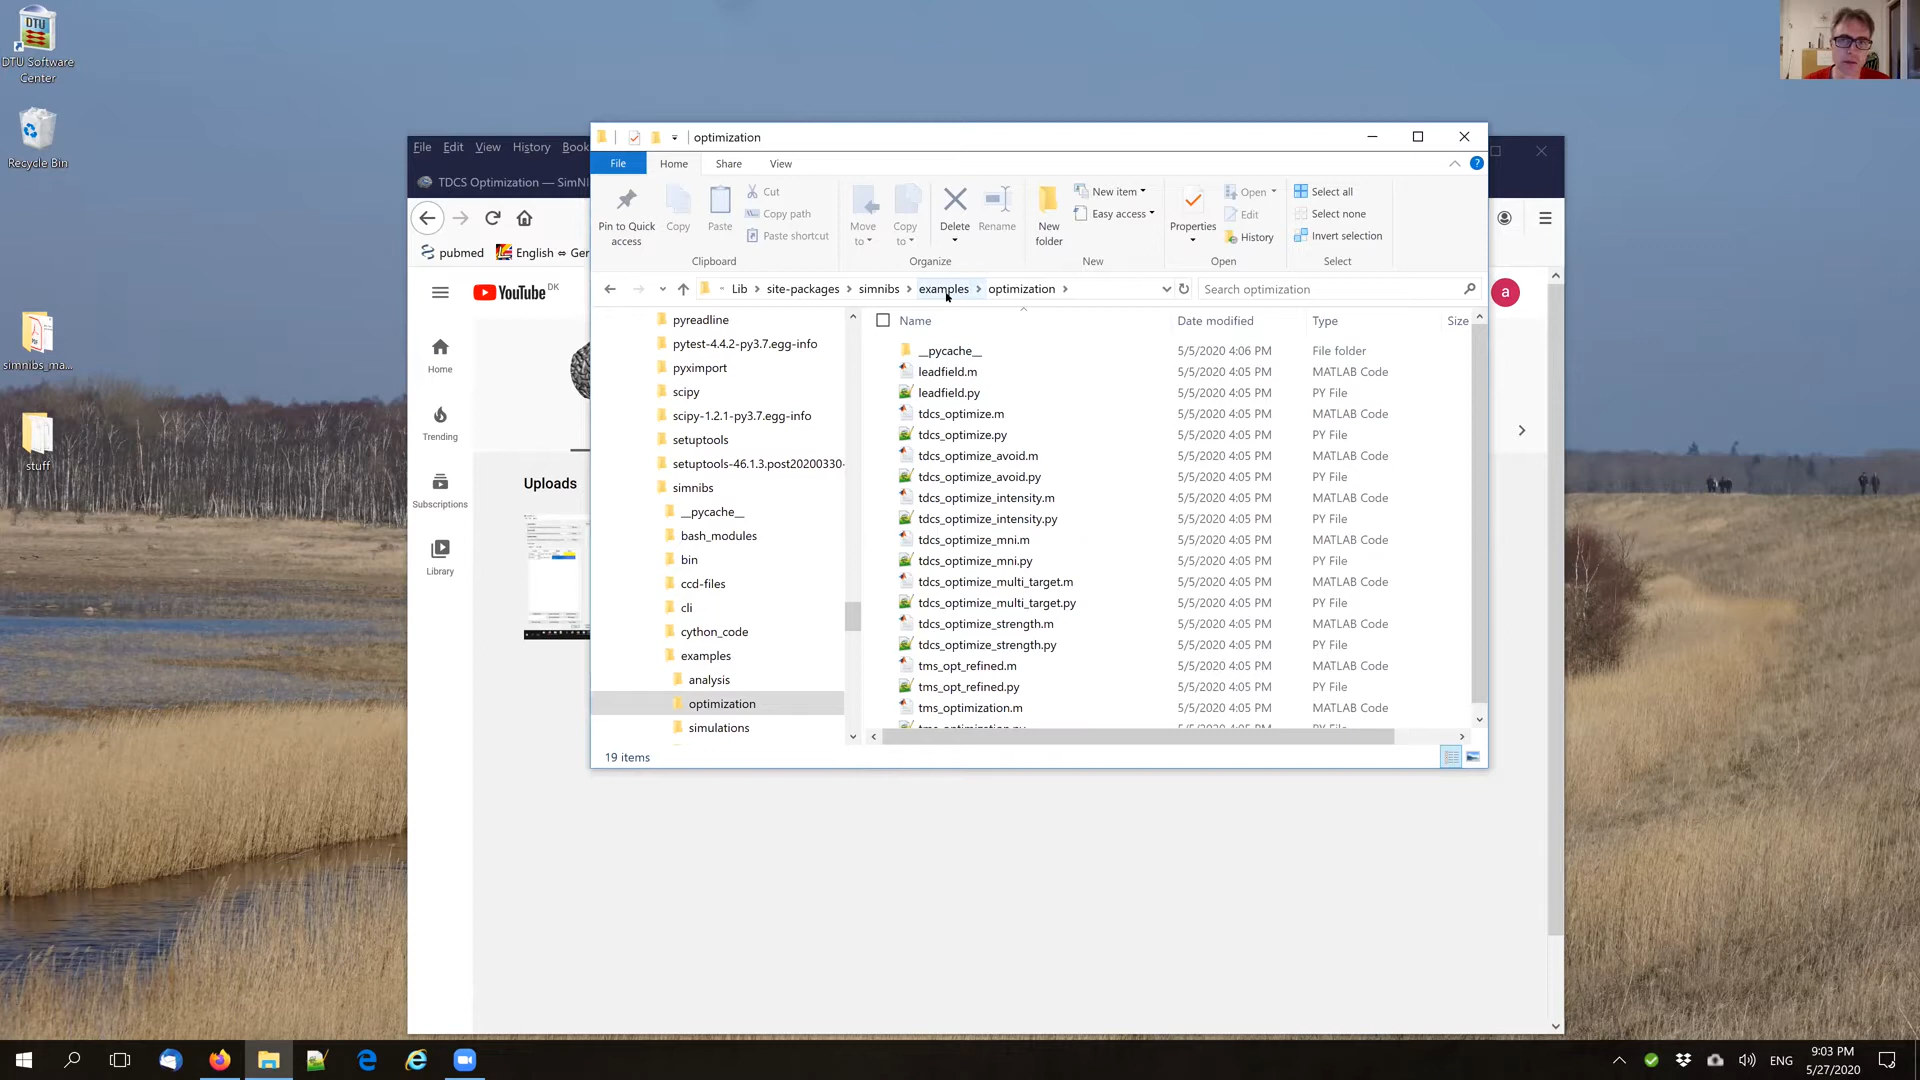 DTU Software Center
Recycle Bin
simnibs_ma...
stuff
File Edit View History Book
TDCS Optimization — SimNI
pubmed
English ⇔ Ger
YouTube DK
a
Home
Trending
Subscriptions
Library
Uploads
optimization
File Home Share View
Pin to Quick access
Copy
Paste
Cut
Copy path
Paste shortcut
Clipboard
Move to
Copy to
Delete
Rename
Organize
New folder
New item
Easy access
New
Properties
Open
Edit
History
Open
Select all
Select none
Invert selection
Select
Lib > site-packages > simnibs > examples > optimization >
Search optimization
pyreadline
pytest-4.4.2-py3.7.egg-info
pyximport
scipy
scipy-1.2.1-py3.7.egg-info
setuptools
setuptools-46.1.3.post20200330-
simnibs
__pycache__
bash_modules
bin
ccd-files
cli
cython_code
examples
analysis
optimization
simulations
Name Date modified Type Size
__pycache__ 5/5/2020 4:06 PM File folder
leadfield.m 5/5/2020 4:05 PM MATLAB Code
leadfield.py 5/5/2020 4:05 PM PY File
tdcs_optimize.m 5/5/2020 4:05 PM MATLAB Code
tdcs_optimize.py 5/5/2020 4:05 PM PY File
tdcs_optimize_avoid.m 5/5/2020 4:05 PM MATLAB Code
tdcs_optimize_avoid.py 5/5/2020 4:05 PM PY File
tdcs_optimize_intensity.m 5/5/2020 4:05 PM MATLAB Code
tdcs_optimize_intensity.py 5/5/2020 4:05 PM PY File
tdcs_optimize_mni.m 5/5/2020 4:05 PM MATLAB Code
tdcs_optimize_mni.py 5/5/2020 4:05 PM PY File
tdcs_optimize_multi_target.m 5/5/2020 4:05 PM MATLAB Code
tdcs_optimize_multi_target.py 5/5/2020 4:05 PM PY File
tdcs_optimize_strength.m 5/5/2020 4:05 PM MATLAB Code
tdcs_optimize_strength.py 5/5/2020 4:05 PM PY File
tms_opt_refined.m 5/5/2020 4:05 PM MATLAB Code
tms_opt_refined.py 5/5/2020 4:05 PM PY File
tms_optimization.m 5/5/2020 4:05 PM MATLAB Code
19 items
ENG
9:03 PM
5/27/2020